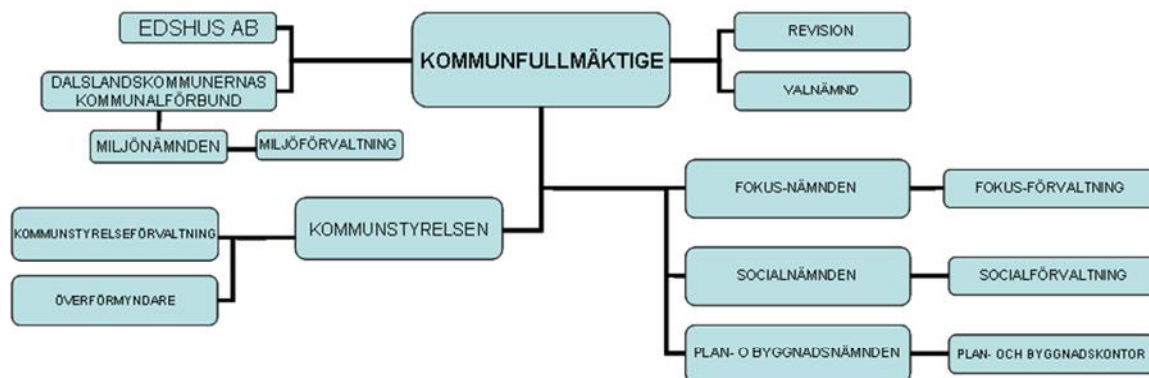 EDSHUS AB
KOMMUNFULLMÄKTIGE
REVISION
DALSLANDSKOMMUNERNAS
KOMMUNALFÖRBUND
VALNÄMND
MILJÖNÄMNDEN
MILJÖFÖRVALTNING
FOKUS-NÄMNDEN
FOKUS-FÖRVALTNING
KOMMUNSTYRELSEFÖRVALTNING
KOMMUNSTYRELSEN
SOCIALNÄMNDEN
SOCIALFÖRVALTNING
ÖVERFÖRMYNDARE
PLAN- O BYGGNADSNÄMNDEN
PLAN- OCH BYGGNADSKONTOR